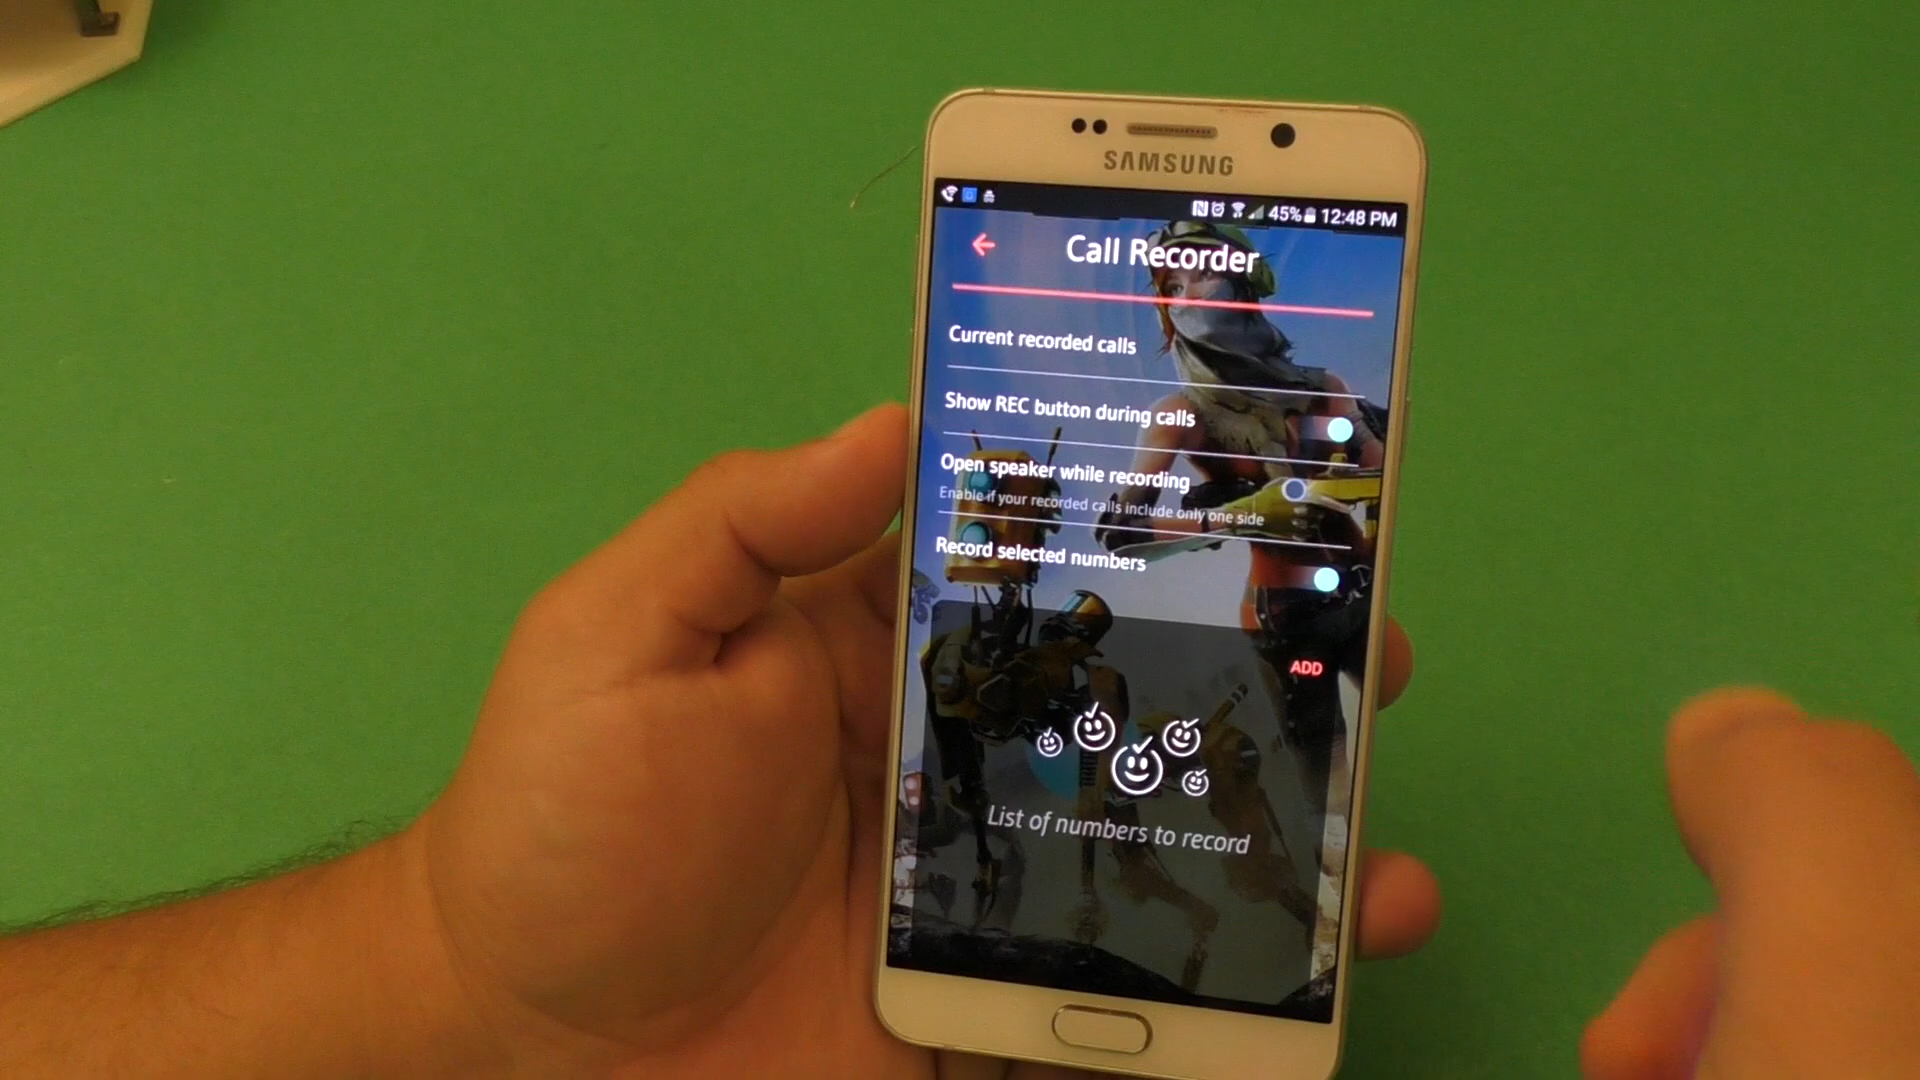 SAMSUNG
45% 12:48 PM
Call Recorder
Current recorded calls
Show REC button during calls
Open speaker while recording
Enable if your recorded calls include only one side
Record selected numbers
ADD
List of numbers to record